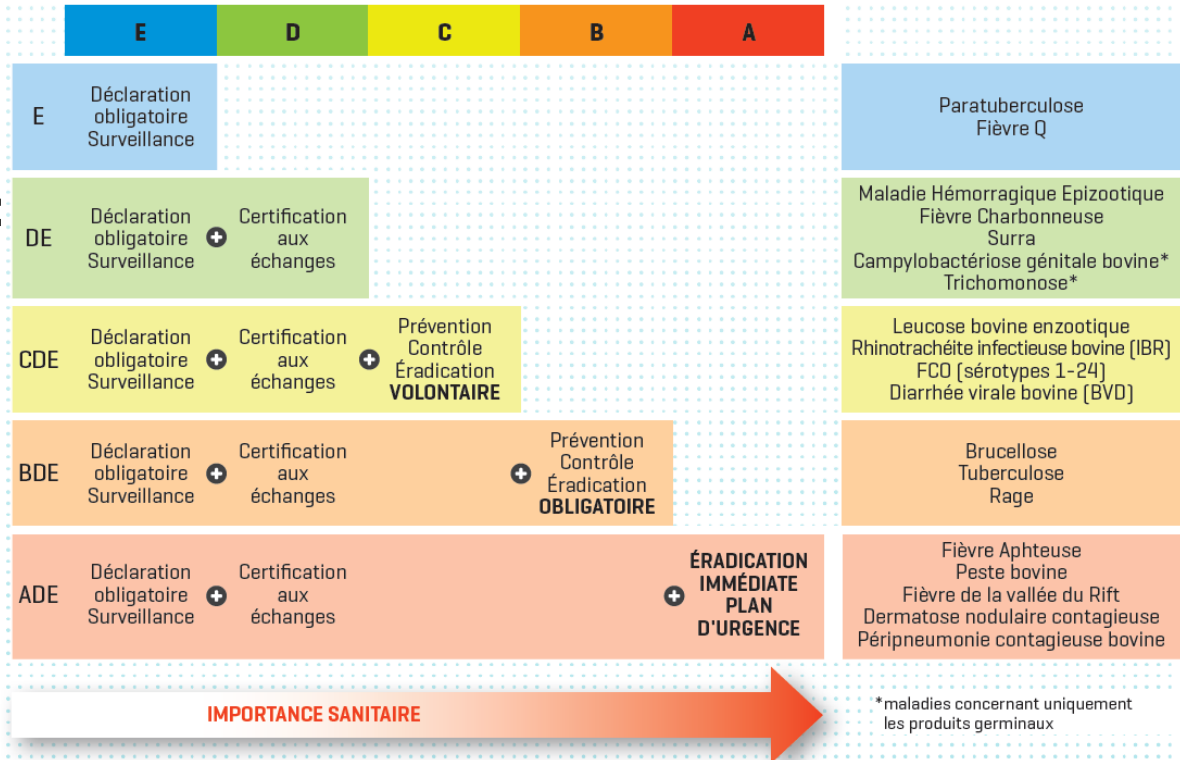 E D C B A
E
Déclaration
obligatoire
Surveillance
Paratuberculose
Fièvre Q
DE
Déclaration
obligatoire
Surveillance
+
Certification
aux
échanges
Maladie Hémorragique Epizootique
Fièvre Charbonneuse
Surra
Campylobactériose génitale bovine*
Trichomonose*
CDE
Déclaration
obligatoire
Surveillance
+
Certification
aux
échanges
+
Prévention
Contrôle
Éradication
VOLONTAIRE
Leucose bovine enzootique
Rhinotrachéite infectieuse bovine (IBR)
FCO (sérotypes 1-24)
Diarrhée virale bovine (BVD)
BDE
Déclaration
obligatoire
Surveillance
+
Certification
aux
échanges
+
Prévention
Contrôle
Éradication
OBLIGATOIRE
Brucellose
Tuberculose
Rage
ADE
Déclaration
obligatoire
Surveillance
+
Certification
aux
échanges
+
ÉRADICATION
IMMÉDIATE
PLAN
D'URGENCE
Fièvre Aphteuse
Peste bovine
Fièvre de la vallée du Rift
Dermatose nodulaire contagieuse
Péripneumonie contagieuse bovine
IMPORTANCE SANITAIRE
*maladies concernant uniquement
les produits germinaux